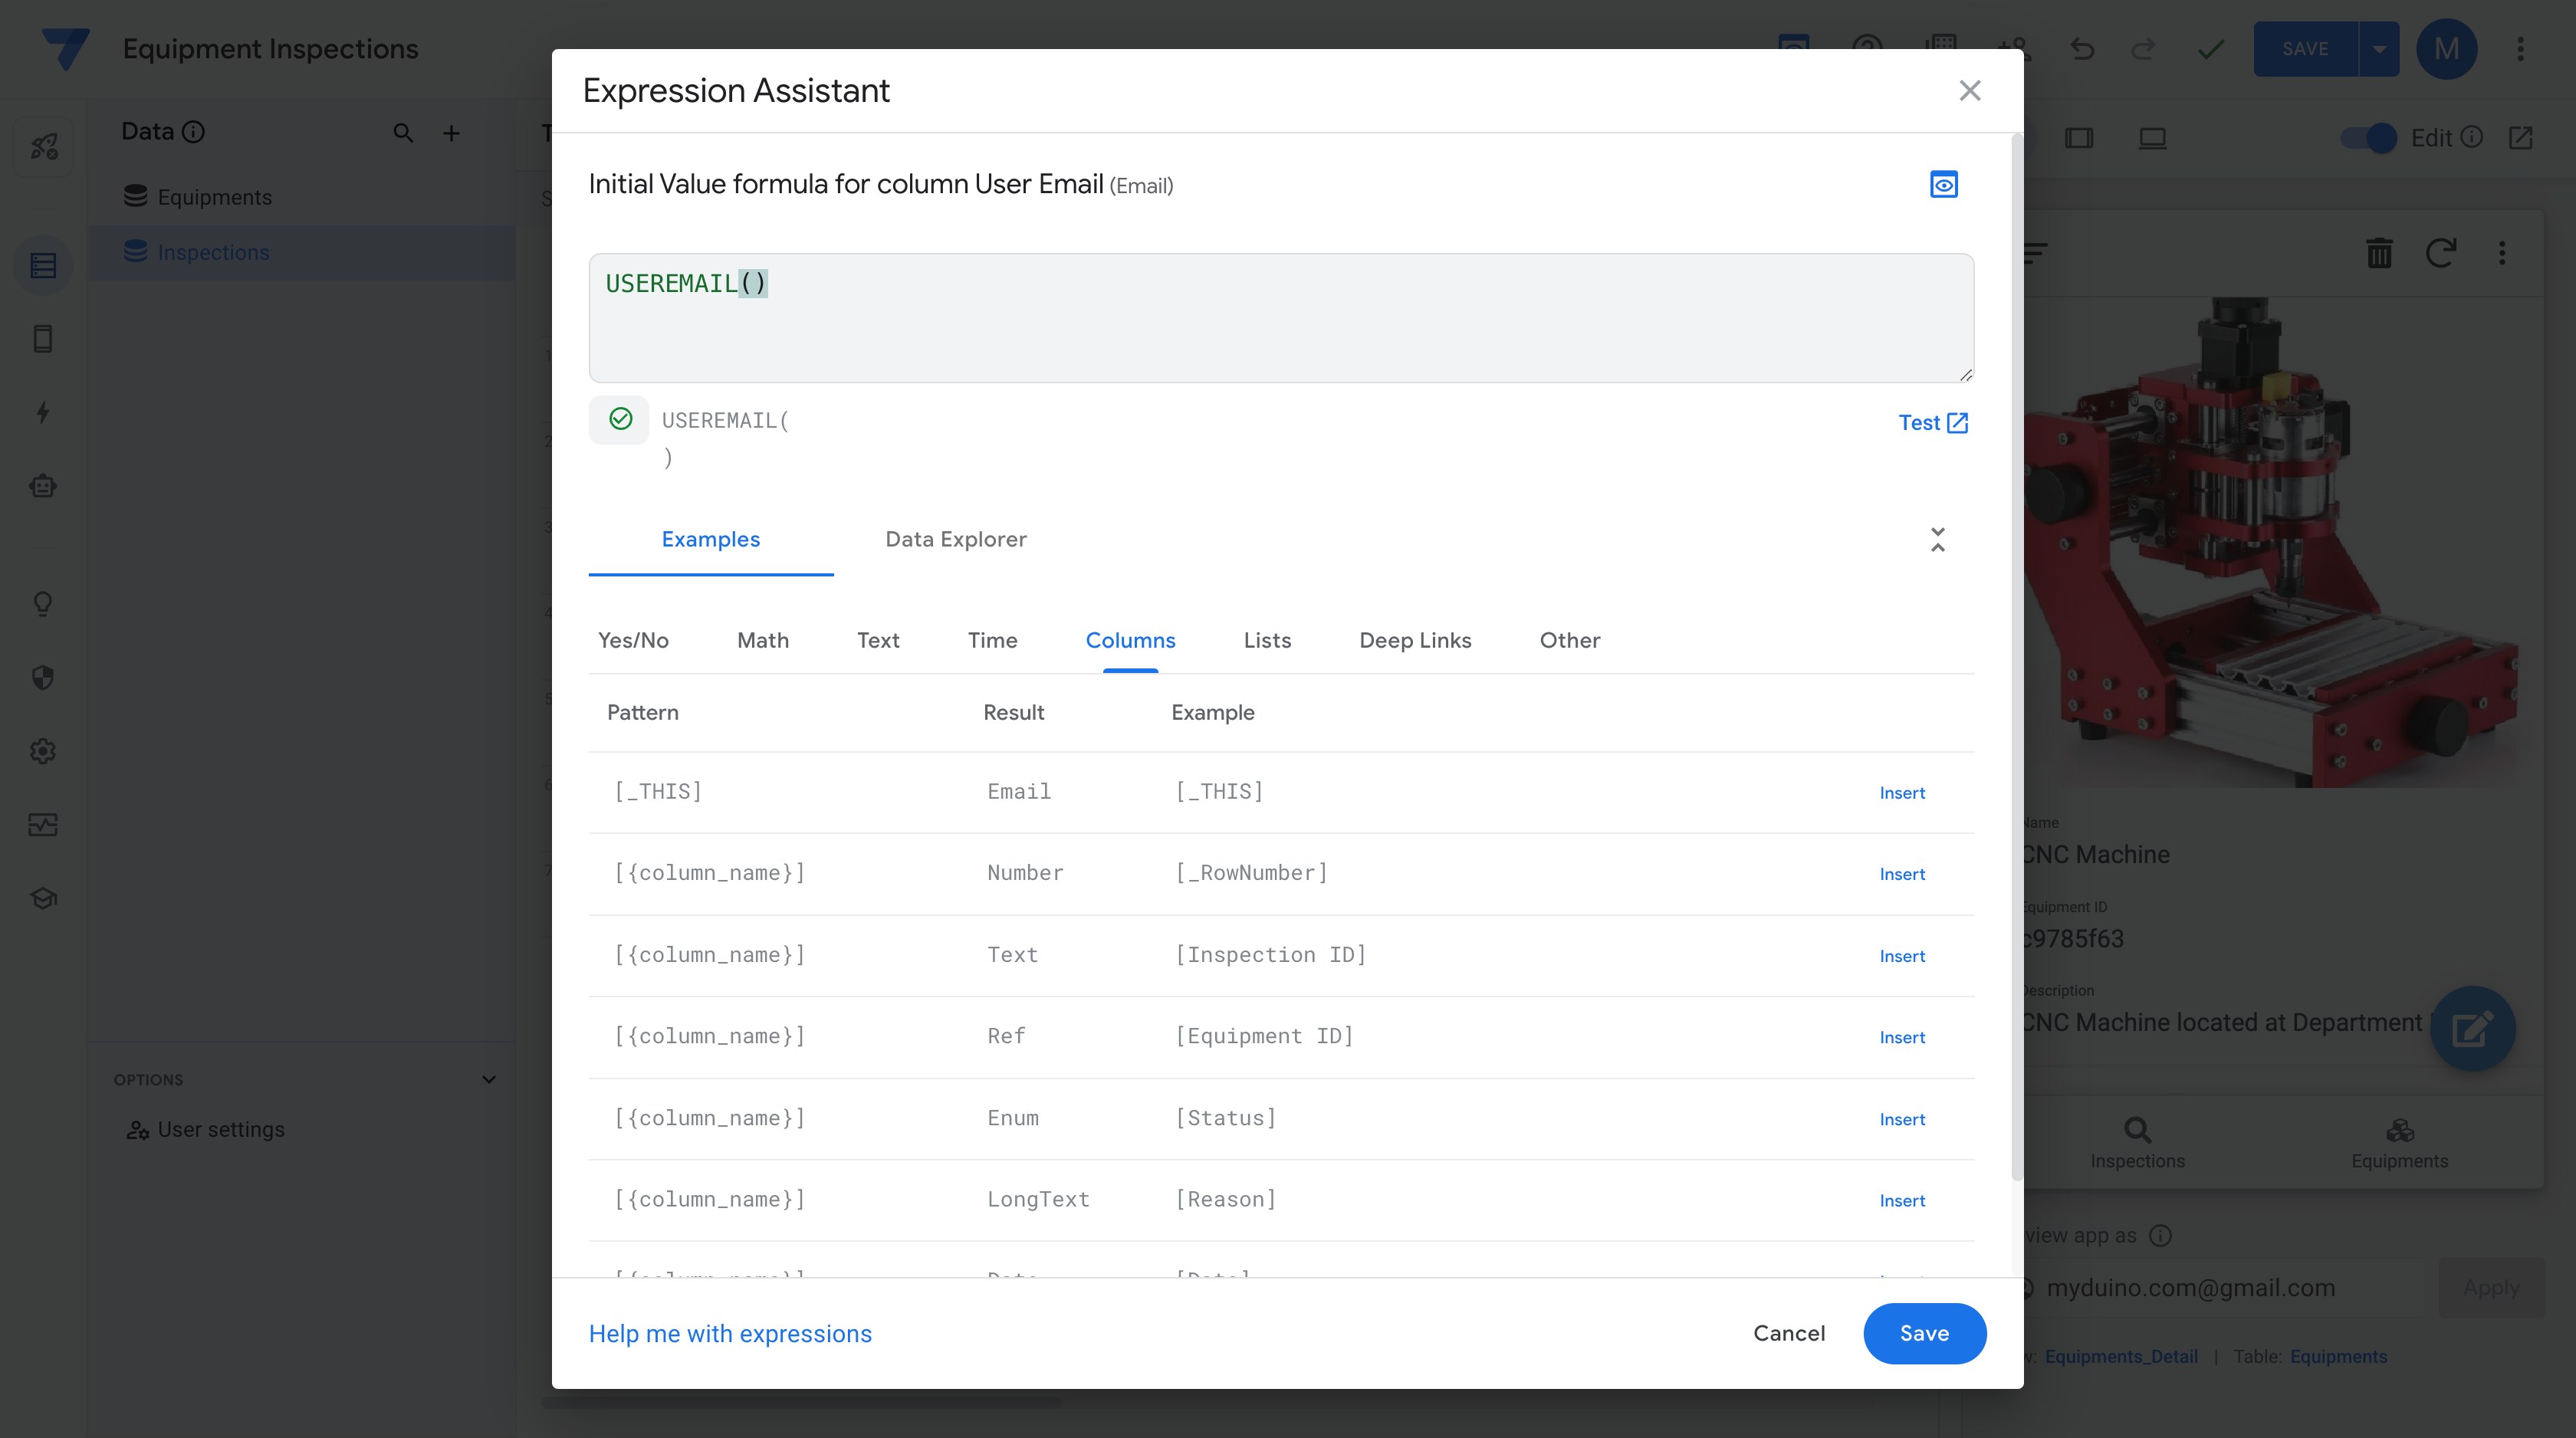 Equipment Inspections
SAVE
M
Data
Equipments
Inspections
OPTIONS
User settings
Expression Assistant
Initial Value formula for column User Email (Email)
USEREMAIL()
USEREMAIL(
)
Test
Examples
Data Explorer
Yes/No
Math
Text
Time
Columns
Lists
Deep Links
Other
Pattern Result Example
[_THIS] Email [_THIS] Insert
[{column_name}] Number [_RowNumber] Insert
[{column_name}] Text [Inspection ID] Insert
[{column_name}] Ref [Equipment ID] Insert
[{column_name}] Enum [Status] Insert
[{column_name}] LongText [Reason] Insert
[{column_name}] Date [Date]
Help me with expressions
Cancel
Save
Edit
Name
CNC Machine
Equipment ID
c9785f63
Description
CNC Machine located at Department
Inspections
Equipments
view app as
myduino.com@gmail.com
Apply
Equipments_Detail | Table: Equipments